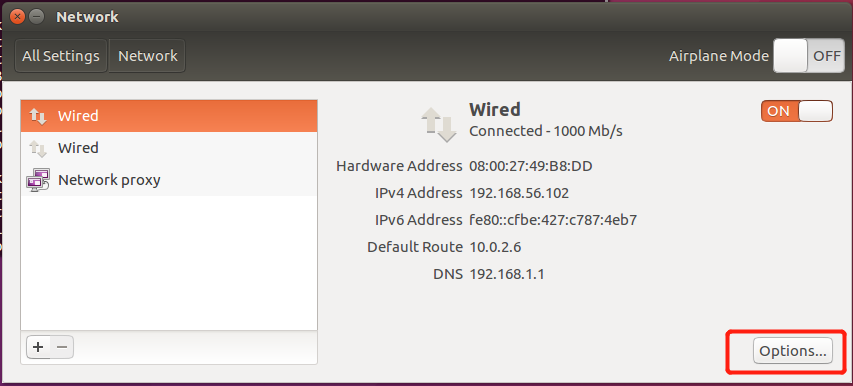 Network
All Settings Network Airplane Mode OFF
Wired
Wired
Network proxy
Wired
Connected - 1000 Mb/s
ON
Hardware Address 08:00:27:49:B8:DD
IPv4 Address 192.168.56.102
IPv6 Address fe80::cfbe:427:c787:4eb7
Default Route 10.0.2.6
DNS 192.168.1.1
+ −
Options...